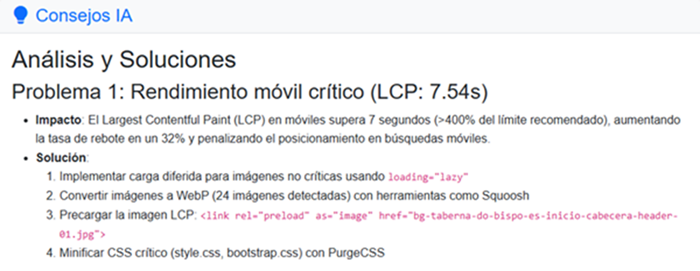 Consejos IA
Análisis y Soluciones
Problema 1: Rendimiento móvil crítico (LCP: 7.54s)
• Impacto: El Largest Contentful Paint (LCP) en móviles supera 7 segundos (>400% del límite recomendado), aumentando
la tasa de rebote en un 32% y penalizando el posicionamiento en búsquedas móviles.
• Solución:
1. Implementar carga diferida para imágenes no críticas usando loading="lazy"
2. Convertir imágenes a WebP (24 imágenes detectadas) con herramientas como Squoosh
3. Precargar la imagen LCP: <link rel="preload" as="image" href="bg-taberna-do-bispo-es-inicio-cabecera-header-
01.jpg">
4. Minificar CSS crítico (style.css, bootstrap.css) con PurgeCSS